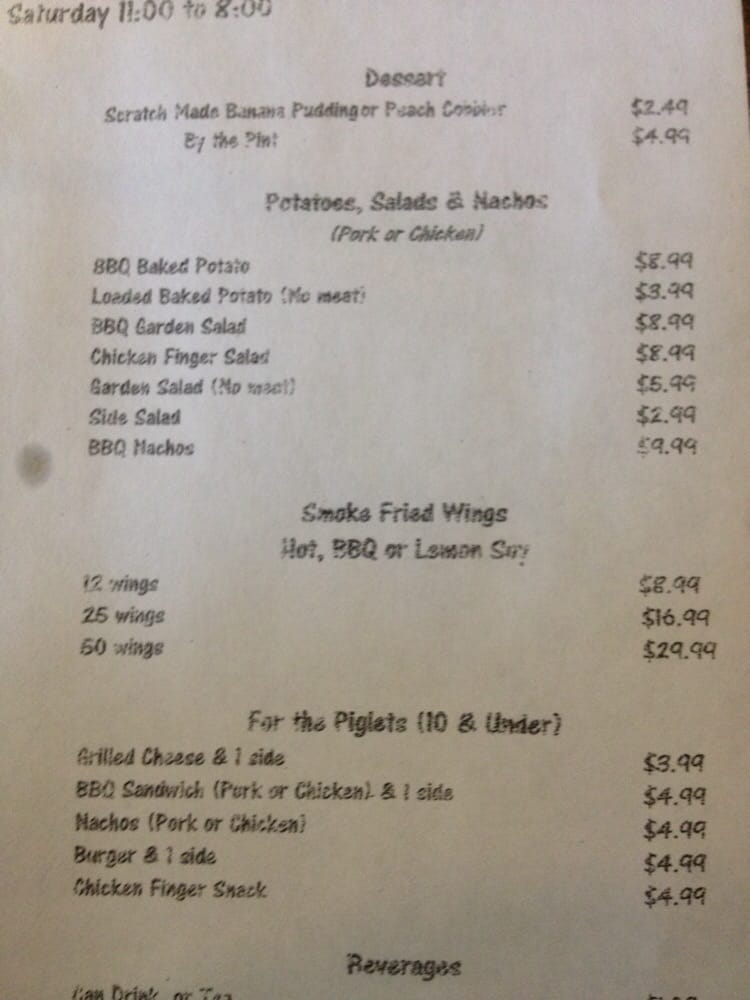 Saturday 11:00 to 8:00
Dessert
Scratch Made Banana Pudding or Peach Cobbler $2.49
By the Pint $4.99
Potatoes, Salads & Nachos
(Pork or Chicken)
BBQ Baked Potato $8.99
Loaded Baked Potato (No meat) $3.99
BBQ Garden Salad $8.99
Chicken Finger Salad $8.99
Garden Salad (No meat) $5.99
Side Salad $2.99
BBQ Nachos $9.99
Smoke Fried Wings
Hot, BBQ or Lemon Soy
12 wings $8.99
25 wings $16.99
50 wings $29.99
For the Piglets (10 & Under)
Grilled Cheese & 1 side $3.99
BBQ Sandwich (Pork or Chicken) & 1 side $4.99
Nachos (Pork or Chicken) $4.99
Burger & 1 side $4.99
Chicken Finger Snack $4.99
Beverages
Can Drink or Tea